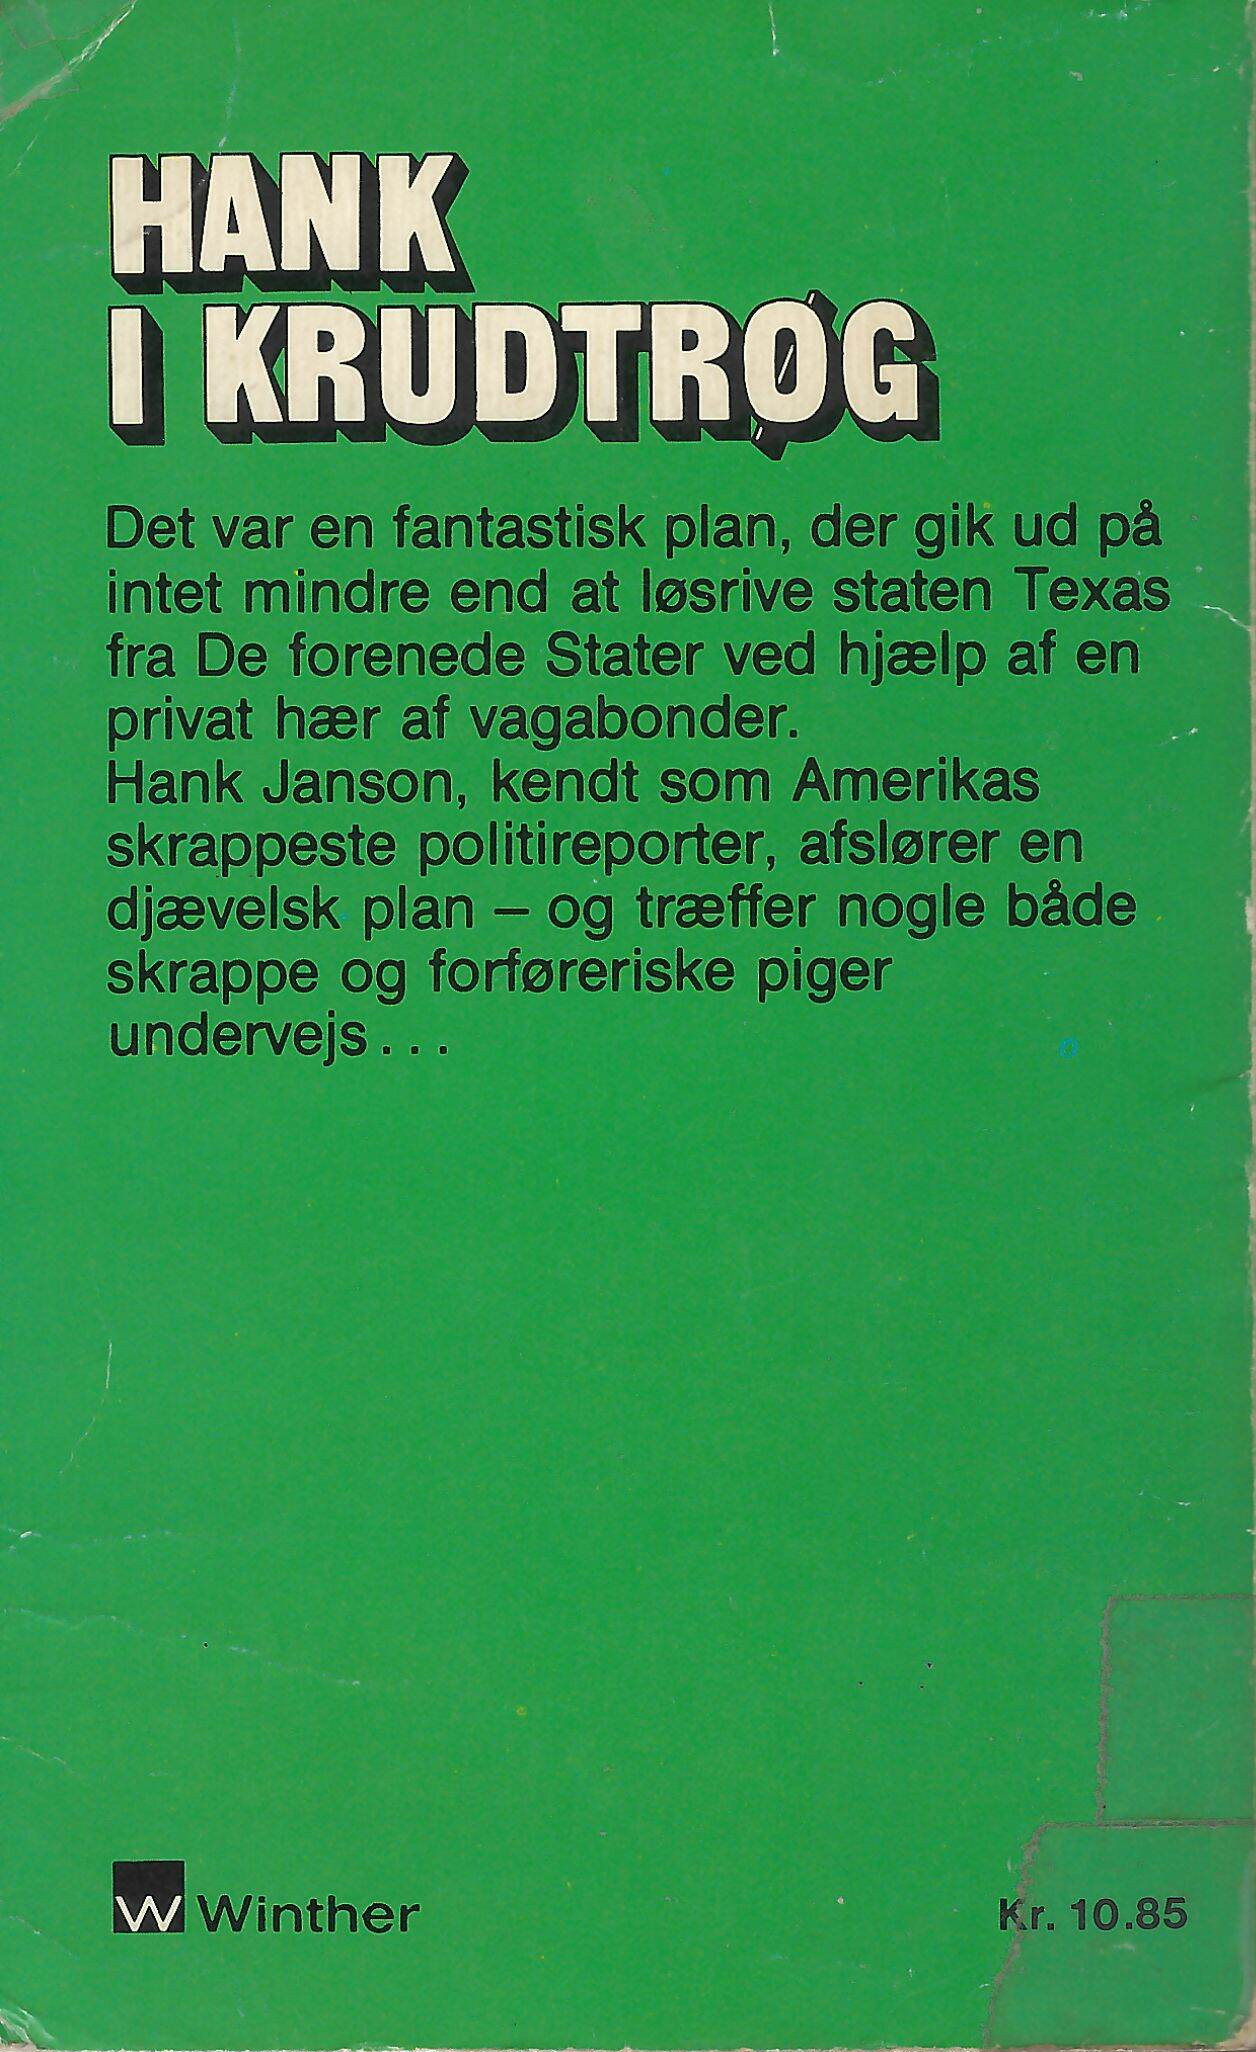 HANK
I KRUDTRØG
Det var en fantastisk plan, der gik ud på
intet mindre end at løsrive staten Texas
fra De forenede Stater ved hjælp af en
privat hær af vagabonder.
Hank Janson, kendt som Amerikas
skrappeste politireporter, afslører en
djævelsk plan – og træffer nogle både
skrappe og forføreriske piger
undervejs...
W Winther
Kr. 10.85